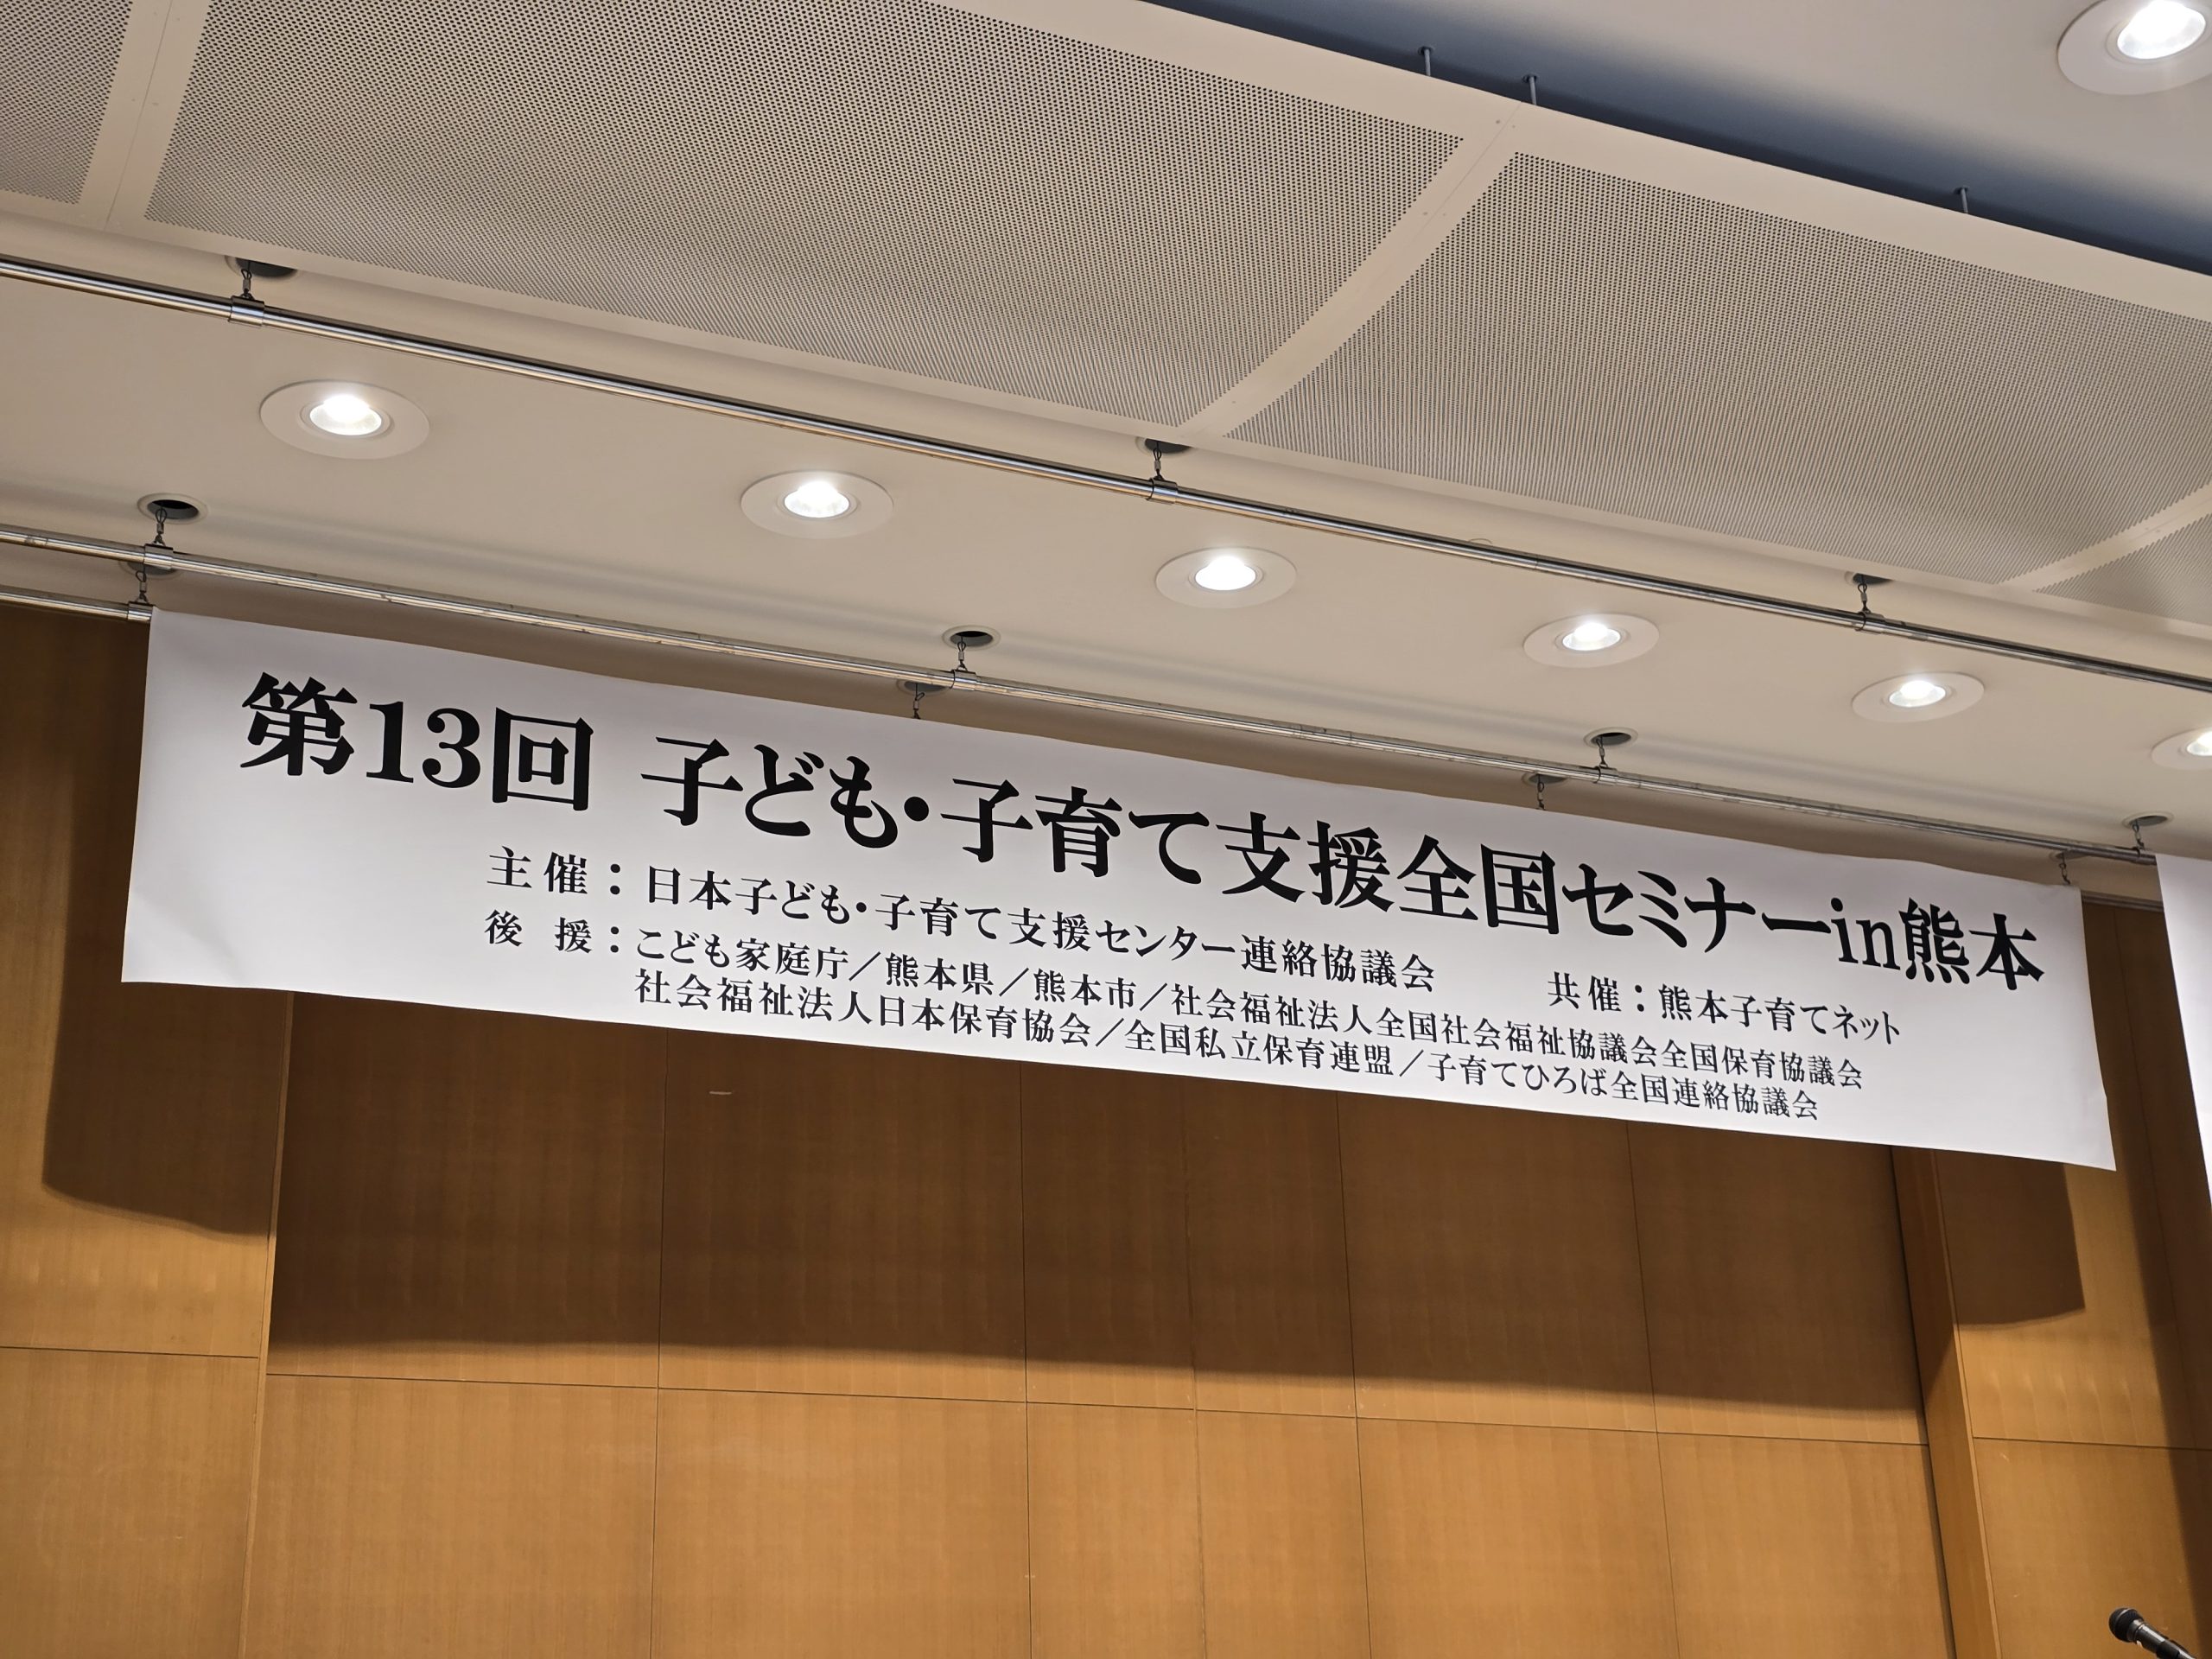 第13回 子ども・子育て支援全国セミナーin熊本
主催：日本子ども・子育て支援センター連絡協議会 共催：熊本子育てネット
後援：こども家庭庁／熊本県／熊本市／社会福祉法人全国社会福祉協議会全国保育協議会
社会福祉法人日本保育協会／全国私立保育連盟／子育てひろば全国連絡協議会